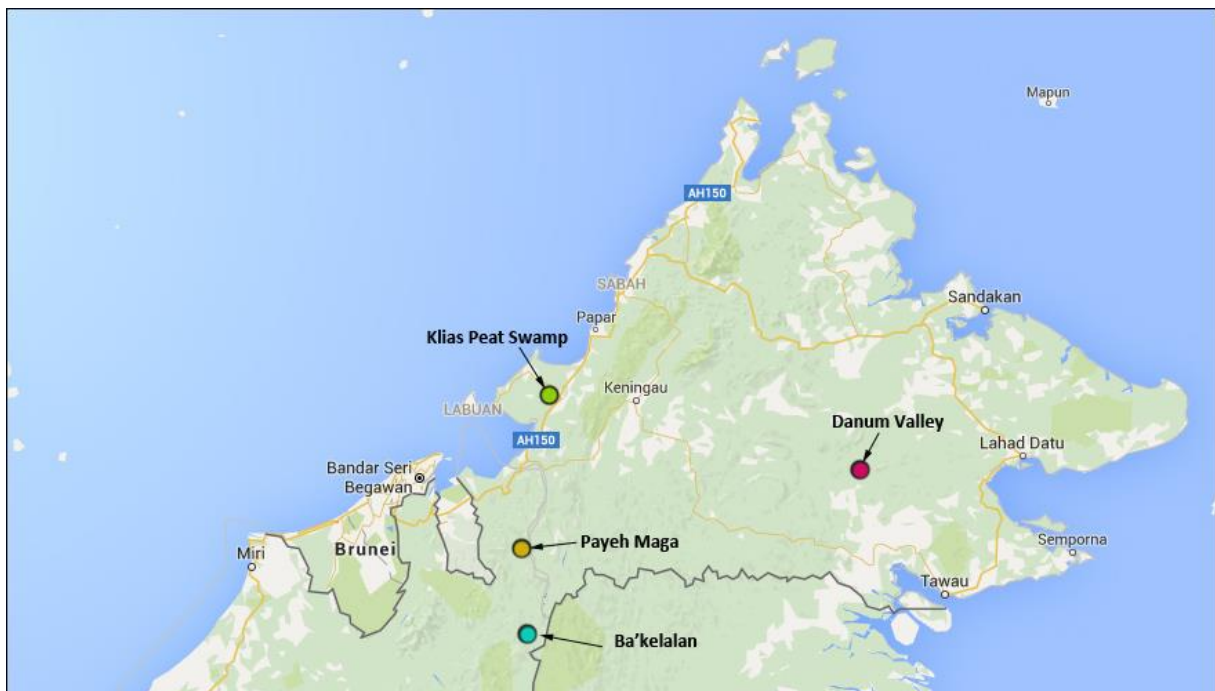 Mapun
AH150
SABAH
Sandakan
Papar
Klias Peat Swamp
Keningau
LABUAN
Danum Valley
AH150
Lahad Datu
Bandar Seri
Begawan
Brunei
Payeh Maga
Semporna
Miri
Tawau
Ba'kelalan